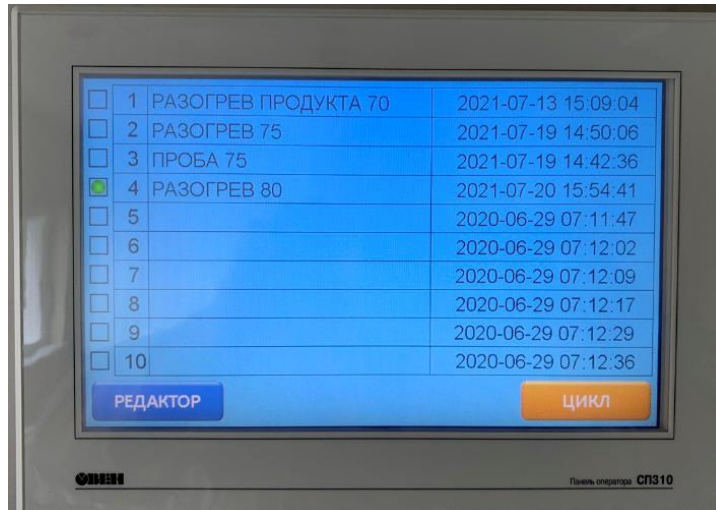 1 РАЗОГРЕВ ПРОДУКТА 70 2021-07-13 15:09:04
2 РАЗОГРЕВ 75 2021-07-19 14:50:06
3 ПРОБА 75 2021-07-19 14:42:36
4 РАЗОГРЕВ 80 2021-07-20 15:54:41
5 2020-06-29 07:11:47
6 2020-06-29 07:12:02
7 2020-06-29 07:12:09
8 2020-06-29 07:12:17
9 2020-06-29 07:12:29
10 2020-06-29 07:12:36
РЕДАКТОР ЦИКЛ
ОВЕН Панель оператора СП310